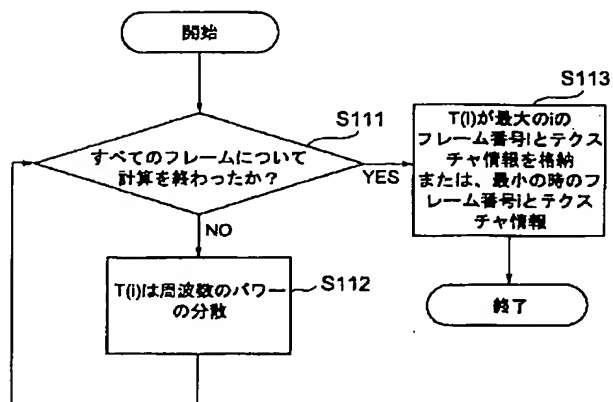 開始
S111
すべてのフレームについて
計算を終わったか？
YES
NO
T(i)は周波数のパワー
の分散
S112
S113
T(i)が最大のiの
フレーム番号iとテクス
チャ情報を格納
または、最小の時のフ
レーム番号iとテクス
チャ情報
終了